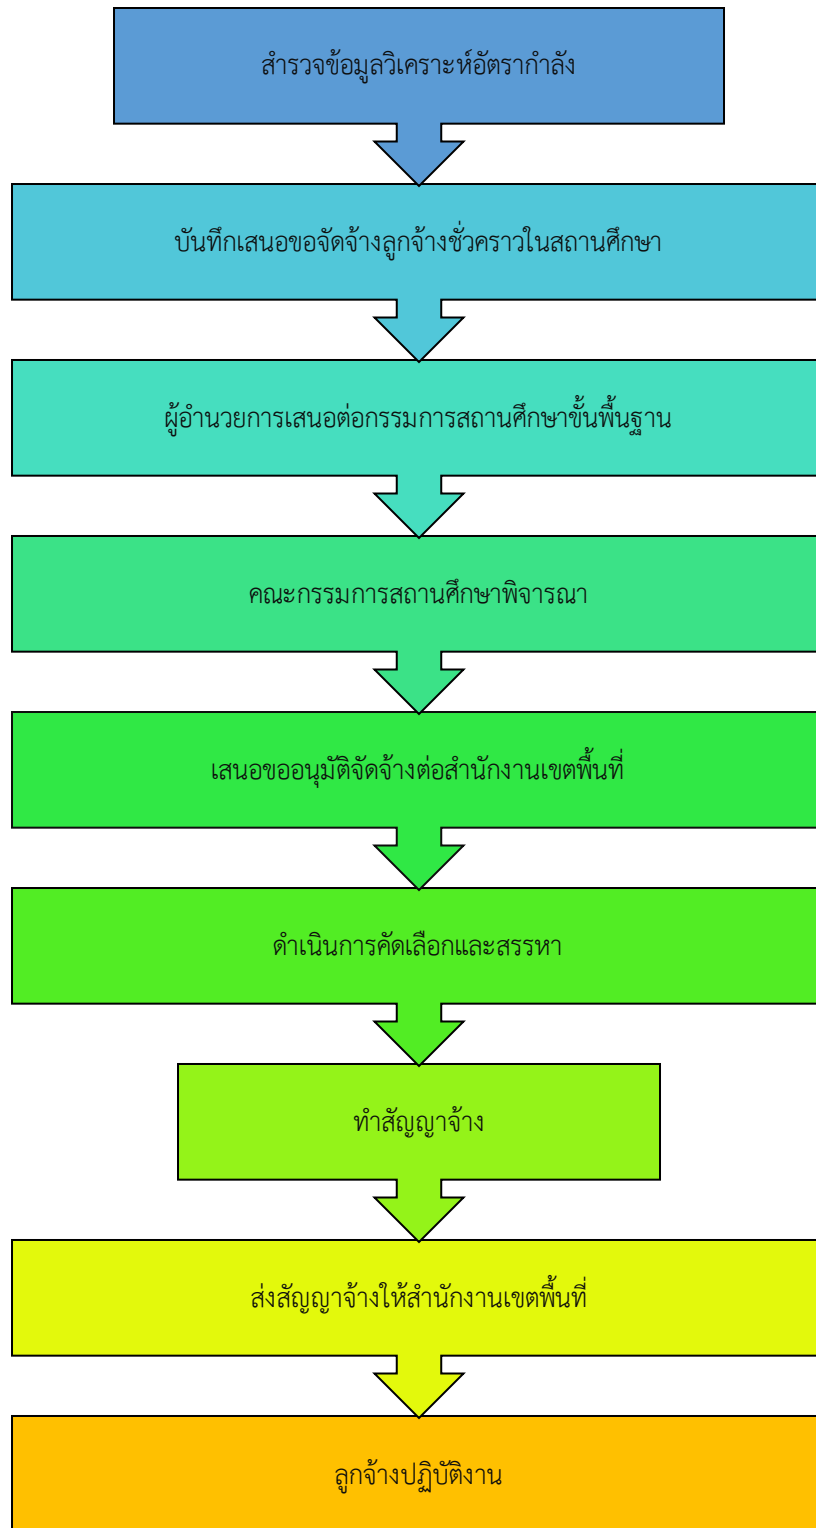 สำรวจข้อมูลวิเคราะห์อัตรากำลัง
บันทึกเสนอขอจัดจ้างลูกจ้างชั่วคราวในสถานศึกษา
ผู้อำนวยการเสนอต่อกรรมการสถานศึกษาขั้นพื้นฐาน
คณะกรรมการสถานศึกษาพิจารณา
เสนอขออนุมัติจัดจ้างต่อสำนักงานเขตพื้นที่
ดำเนินการคัดเลือกและสรรหา
ทำสัญญาจ้าง
ส่งสัญญาจ้างให้สำนักงานเขตพื้นที่
ลูกจ้างปฏิบัติงาน